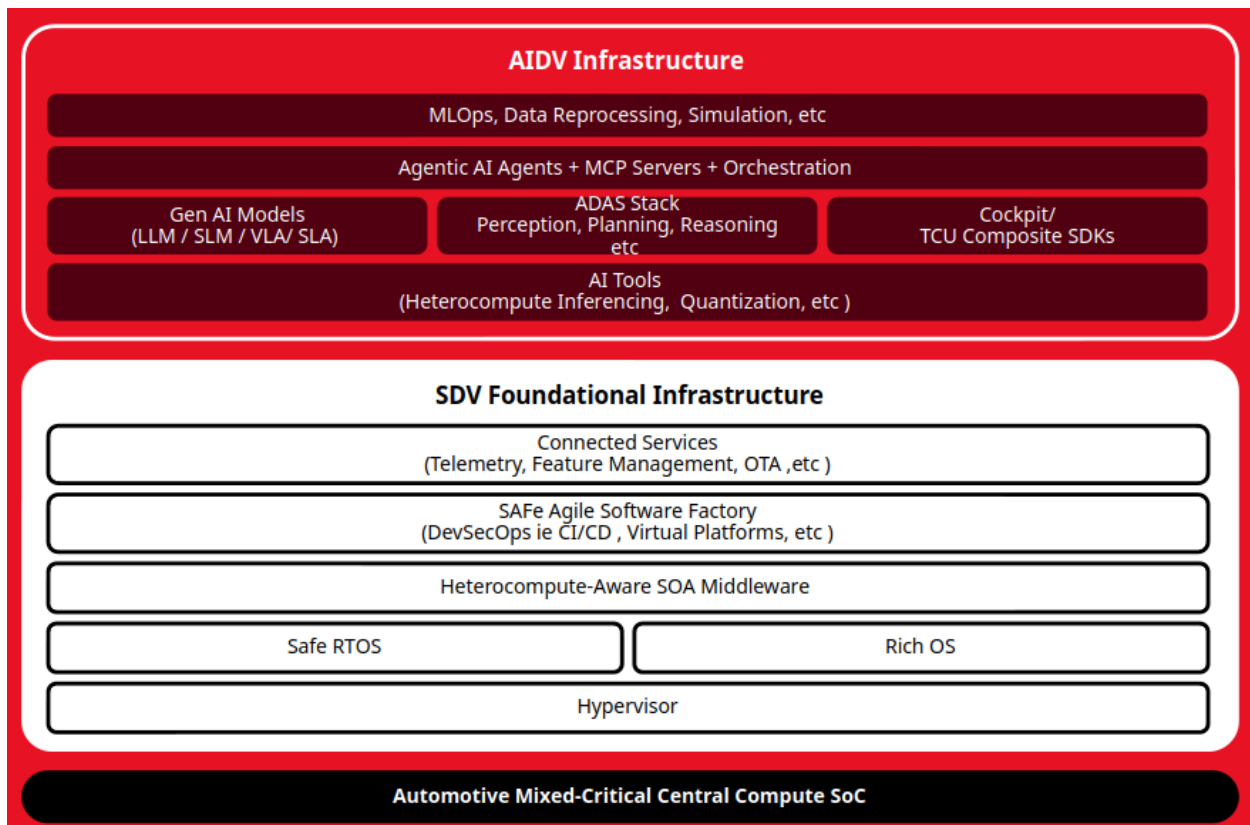 AIDV Infrastructure
MLOps, Data Reprocessing, Simulation, etc
Agentic AI Agents + MCP Servers + Orchestration
Gen AI Models
(LLM / SLM / VLA/ SLA)
ADAS Stack
Perception, Planning, Reasoning
etc
Cockpit/
TCU Composite SDKs
AI Tools
(Heterocompute Inferencing,  Quantization, etc )
SDV Foundational Infrastructure
Connected Services
(Telemetry, Feature Management, OTA ,etc )
SAFe Agile Software Factory
(DevSecOps ie CI/CD , Virtual Platforms, etc )
Heterocompute-Aware SOA Middleware
Safe RTOS
Rich OS
Hypervisor
Automotive Mixed-Critical Central Compute SoC